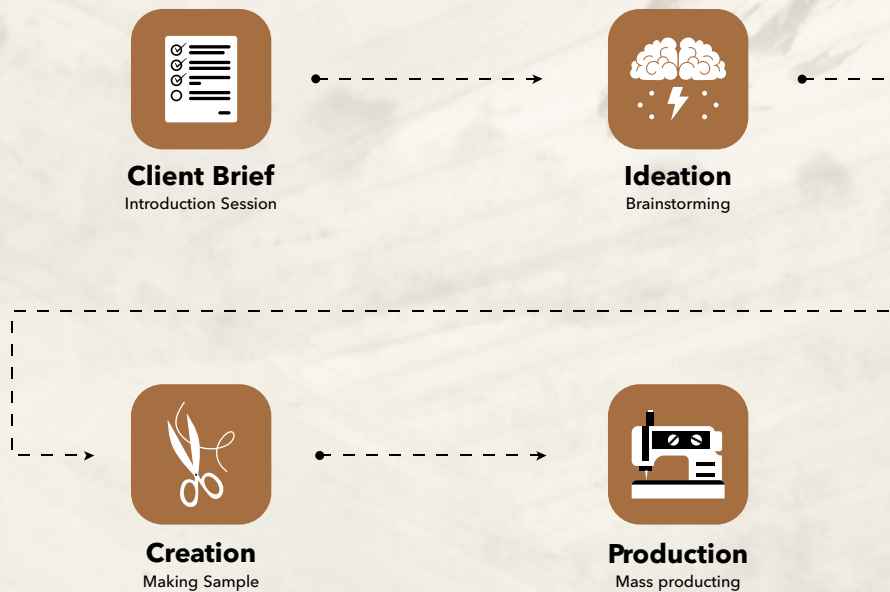 Client Brief
Introduction Session
Ideation
Brainstorming
Creation
Making Sample
Production
Mass producting